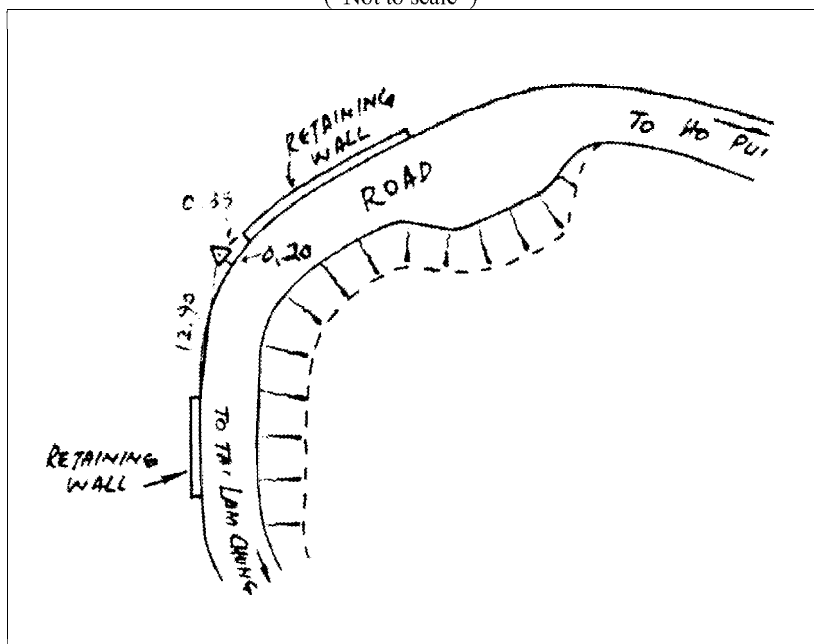 ( Not to scale )
RETAINING
WALL
TO HO PUI
ROAD
0.35
0.20
12.90
RETAINING
WALL
TO TAI LAM CHUNG